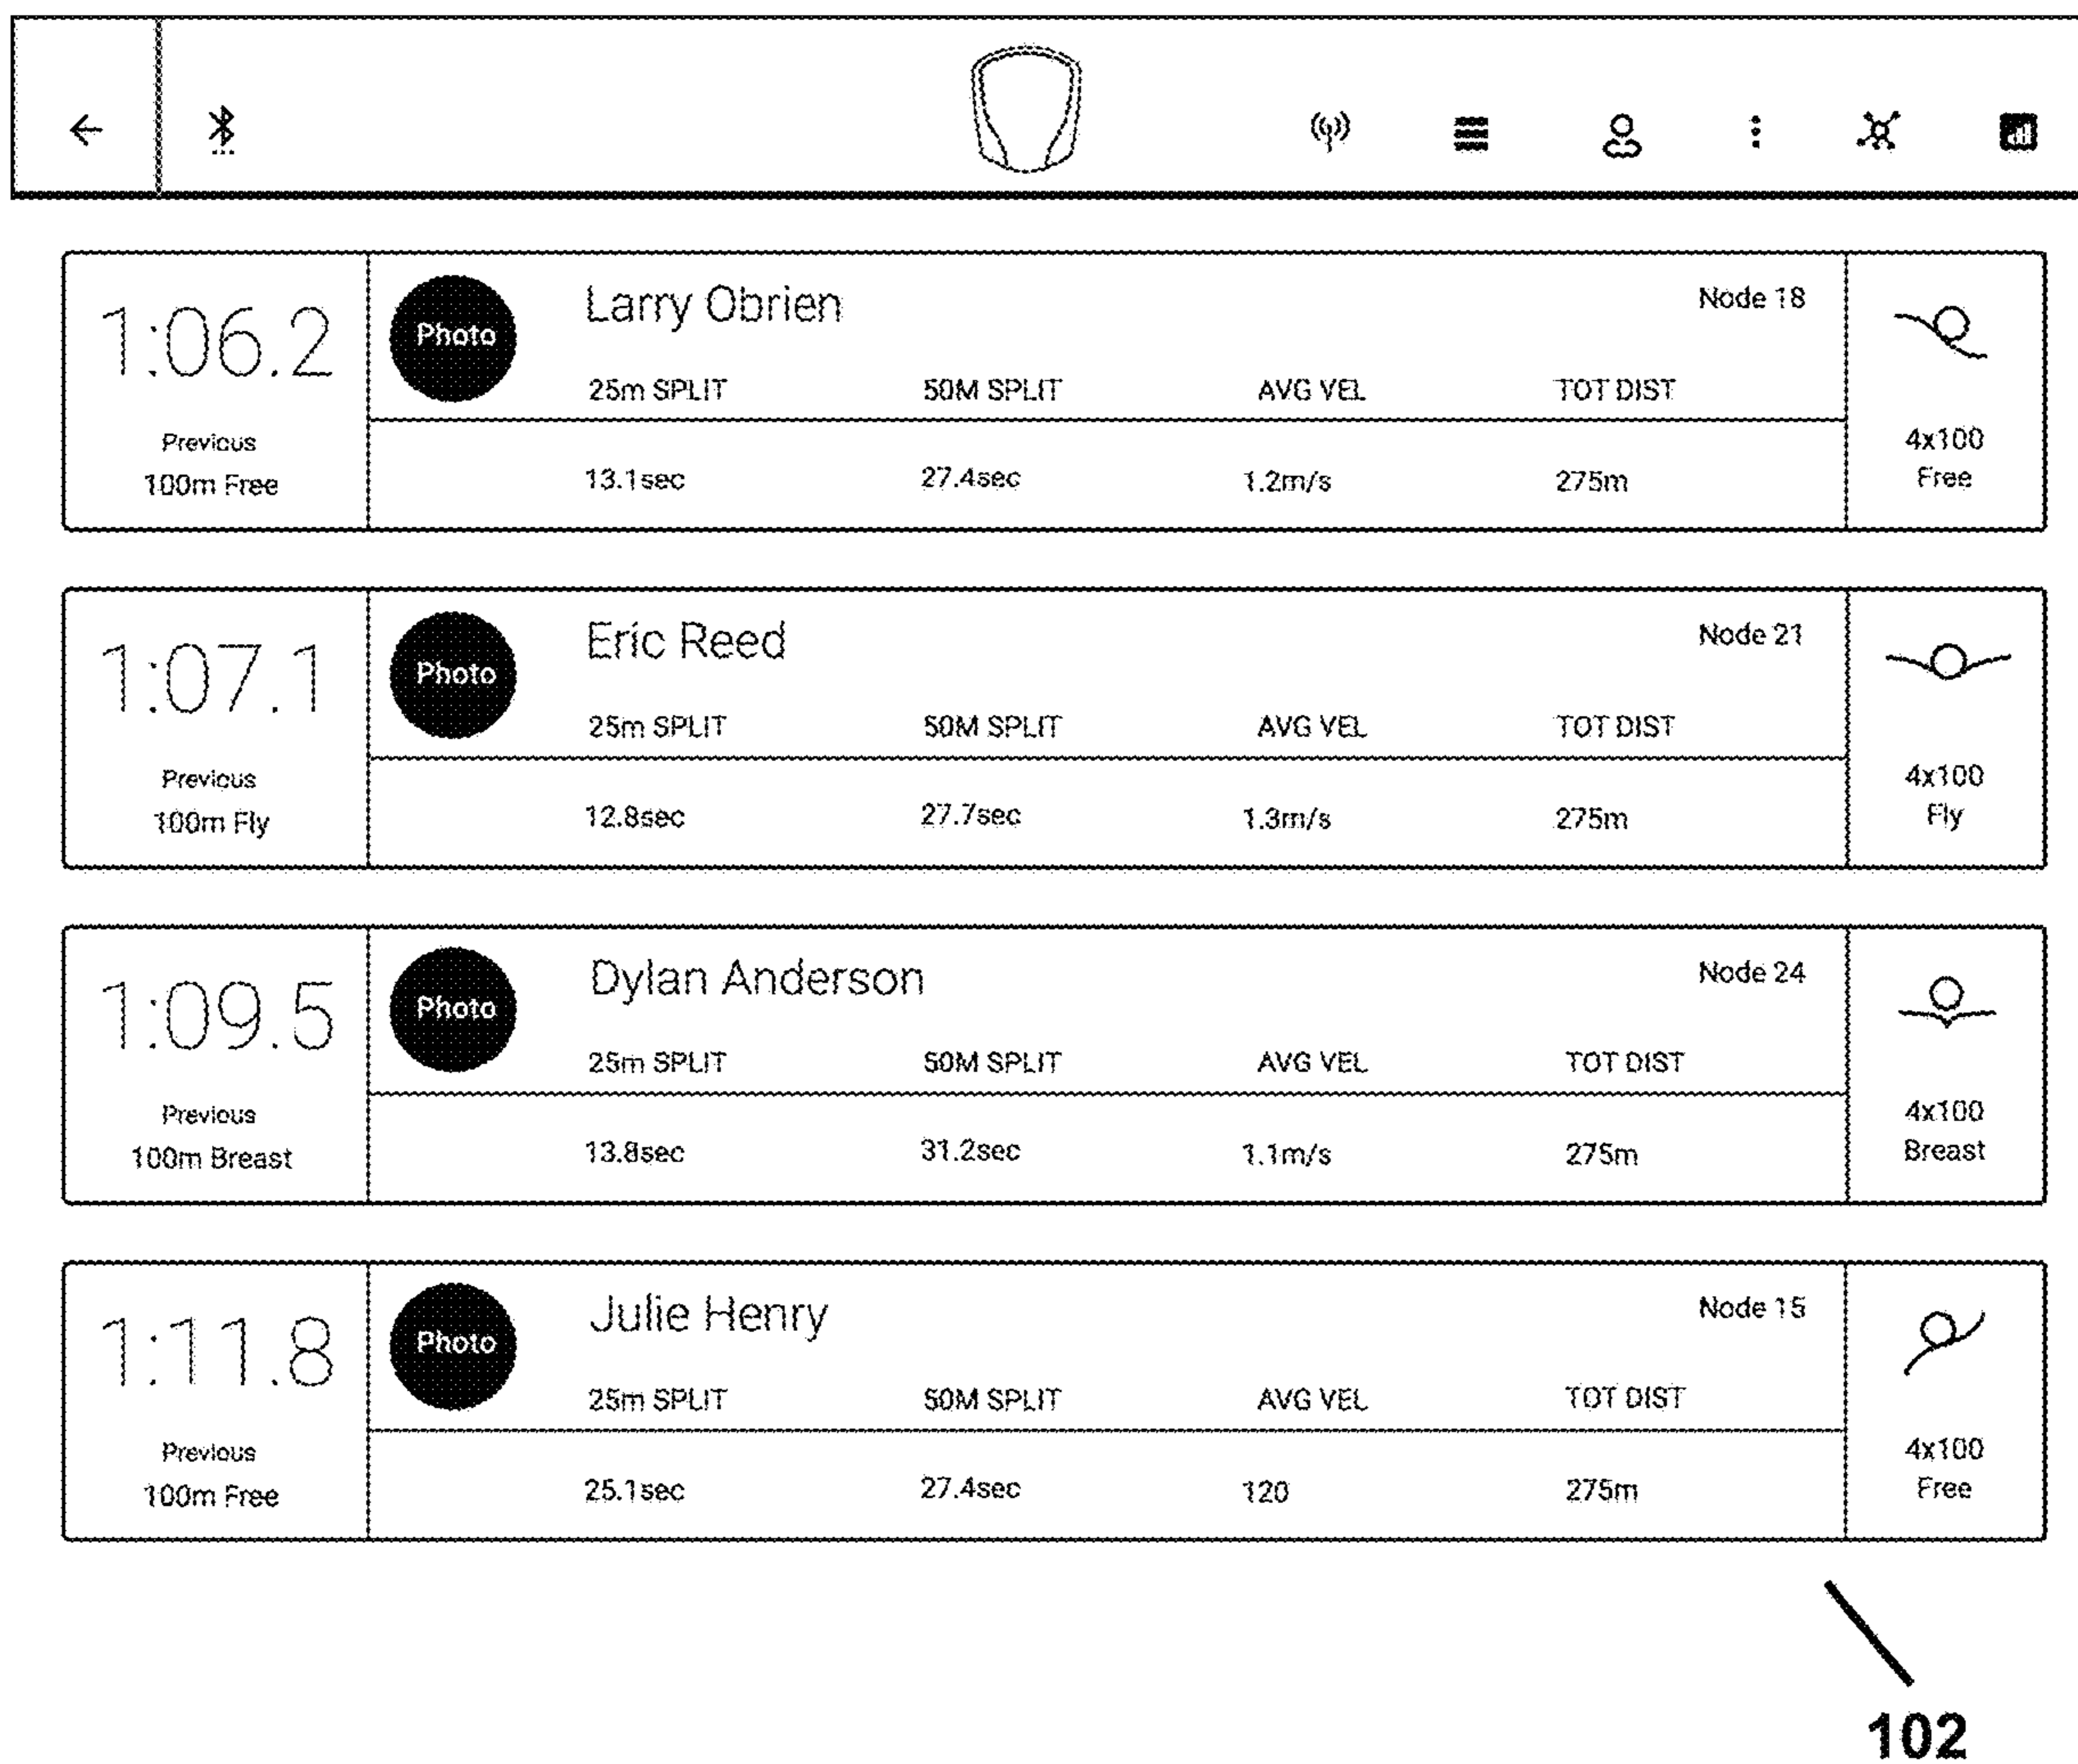 1:06.2
Previous
100m Free
Photo
Larry Obrien
Node 18
25m SPLIT 50M SPLIT AVG VEL TOT DIST
13.1sec 27.4sec 1.2m/s 275m
4x100
Free
1:07.1
Previous
100m Fly
Photo
Eric Reed
Node 21
25m SPLIT 50M SPLIT AVG VEL TOT DIST
12.8sec 27.7sec 1.3m/s 275m
4x100
Fly
1:09.5
Previous
100m Breast
Photo
Dylan Anderson
Node 24
25m SPLIT 50M SPLIT AVG VEL TOT DIST
13.8sec 31.2sec 1.1m/s 275m
4x100
Breast
1:11.8
Previous
100m Free
Photo
Julie Henry
Node 15
25m SPLIT 50M SPLIT AVG VEL TOT DIST
25.1sec 27.4sec 120 275m
4x100
Free
102